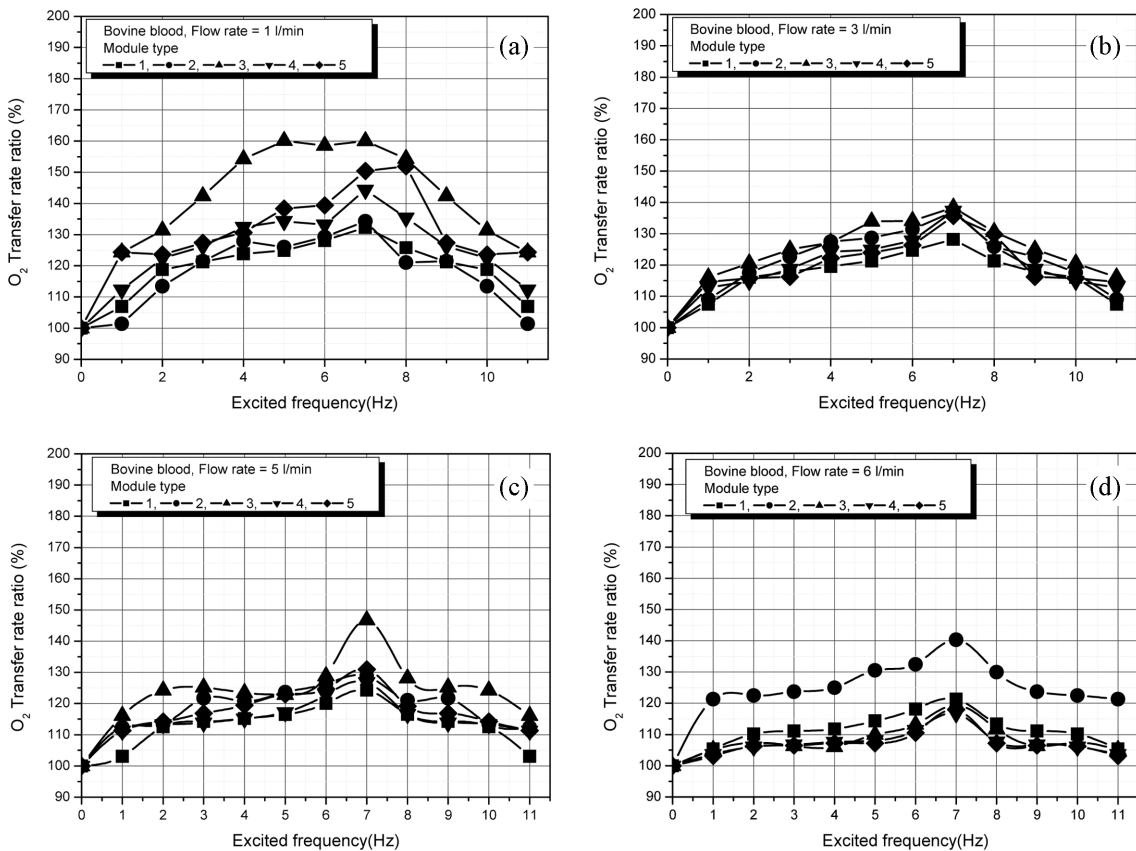 Bovine blood, Flow rate = 1 l/min
Module type
1, 2, 3, 4, 5
(a)
200
190
180
170
160
150
140
130
120
110
100
90
O2 Transfer rate ratio (%)
0 2 4 6 8 10
Excited frequency(Hz)
Bovine blood, Flow rate = 3 l/min
Module type
1, 2, 3, 4, 5
(b)
200
190
180
170
160
150
140
130
120
110
100
90
O2 Transfer rate ratio (%)
0 2 4 6 8 10
Excited frequency(Hz)
Bovine blood, Flow rate = 5 l/min
Module type
1, 2, 3, 4, 5
(c)
200
190
180
170
160
150
140
130
120
110
100
90
O2 Transfer rate ratio (%)
0 1 2 3 4 5 6 7 8 9 10 11
Excited frequency(Hz)
Bovine blood, Flow rate = 6 l/min
Module type
1, 2, 3, 4, 5
(d)
200
190
180
170
160
150
140
130
120
110
100
90
O2 Transfer rate ratio (%)
0 1 2 3 4 5 6 7 8 9 10 11
Excited frequency(Hz)